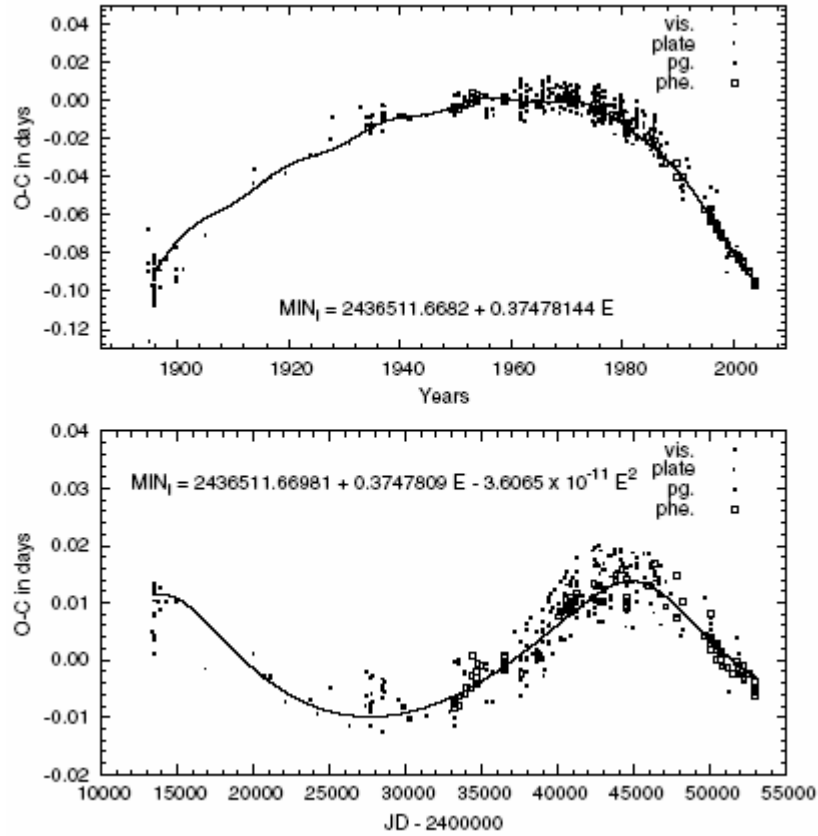 0.04
0.02
0.00
-0.02
-0.04
-0.06
-0.08
-0.10
-0.12
O-C in days
vis.
plate
pg.
phe.
MIN_I = 2436511.6682 + 0.37478144 E
1900 1920 1940 1960 1980 2000
Years
0.04
0.03
0.02
0.01
0.00
-0.01
-0.02
O-C in days
MIN_I = 2436511.66981 + 0.3747809 E - 3.6065 x 10^-11 E^2
vis.
plate
pg.
phe.
10000 15000 20000 25000 30000 35000 40000 45000 50000 55000
JD - 2400000